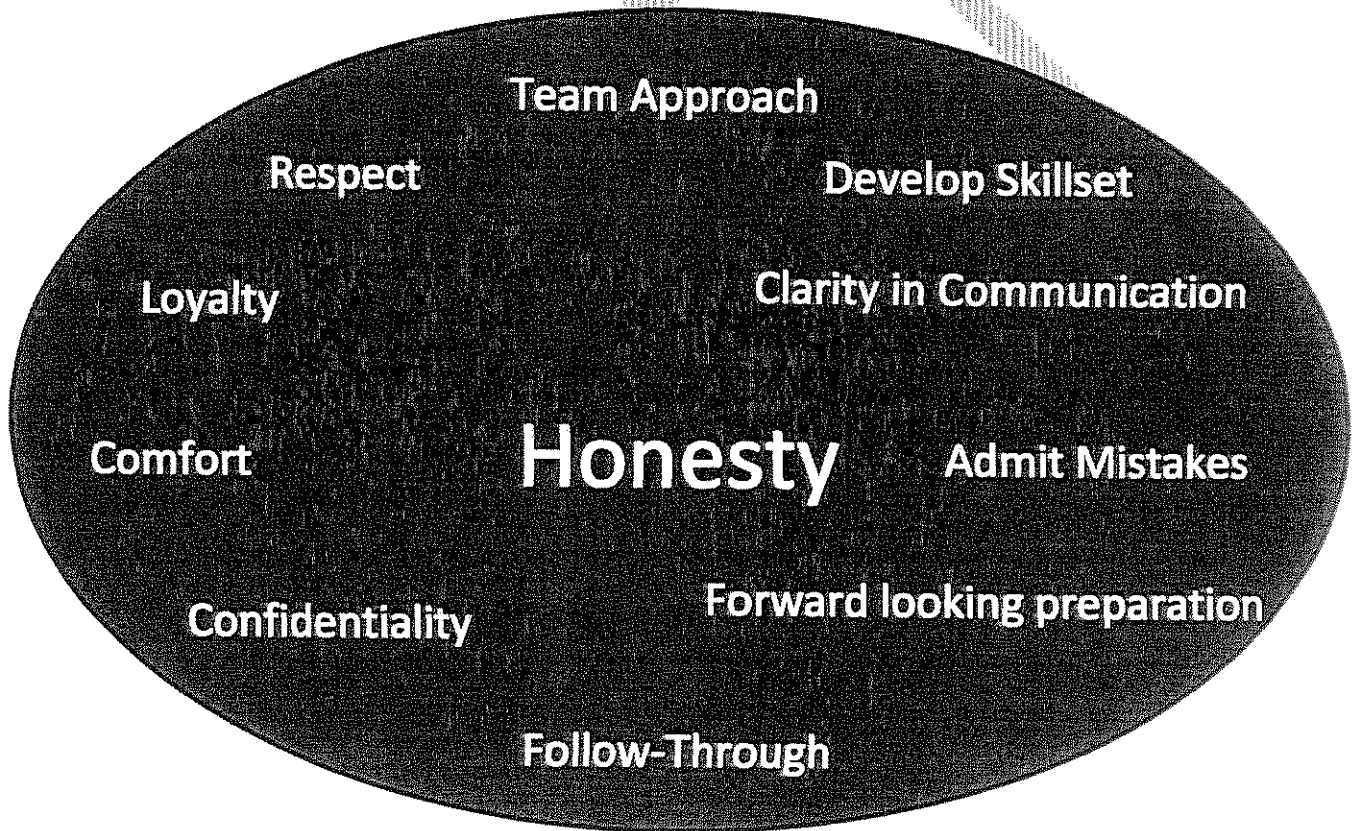 Team Approach
Respect
Develop Skillset
Loyalty
Clarity in Communication
Comfort
Honesty
Admit Mistakes
Confidentiality
Forward looking preparation
Follow-Through